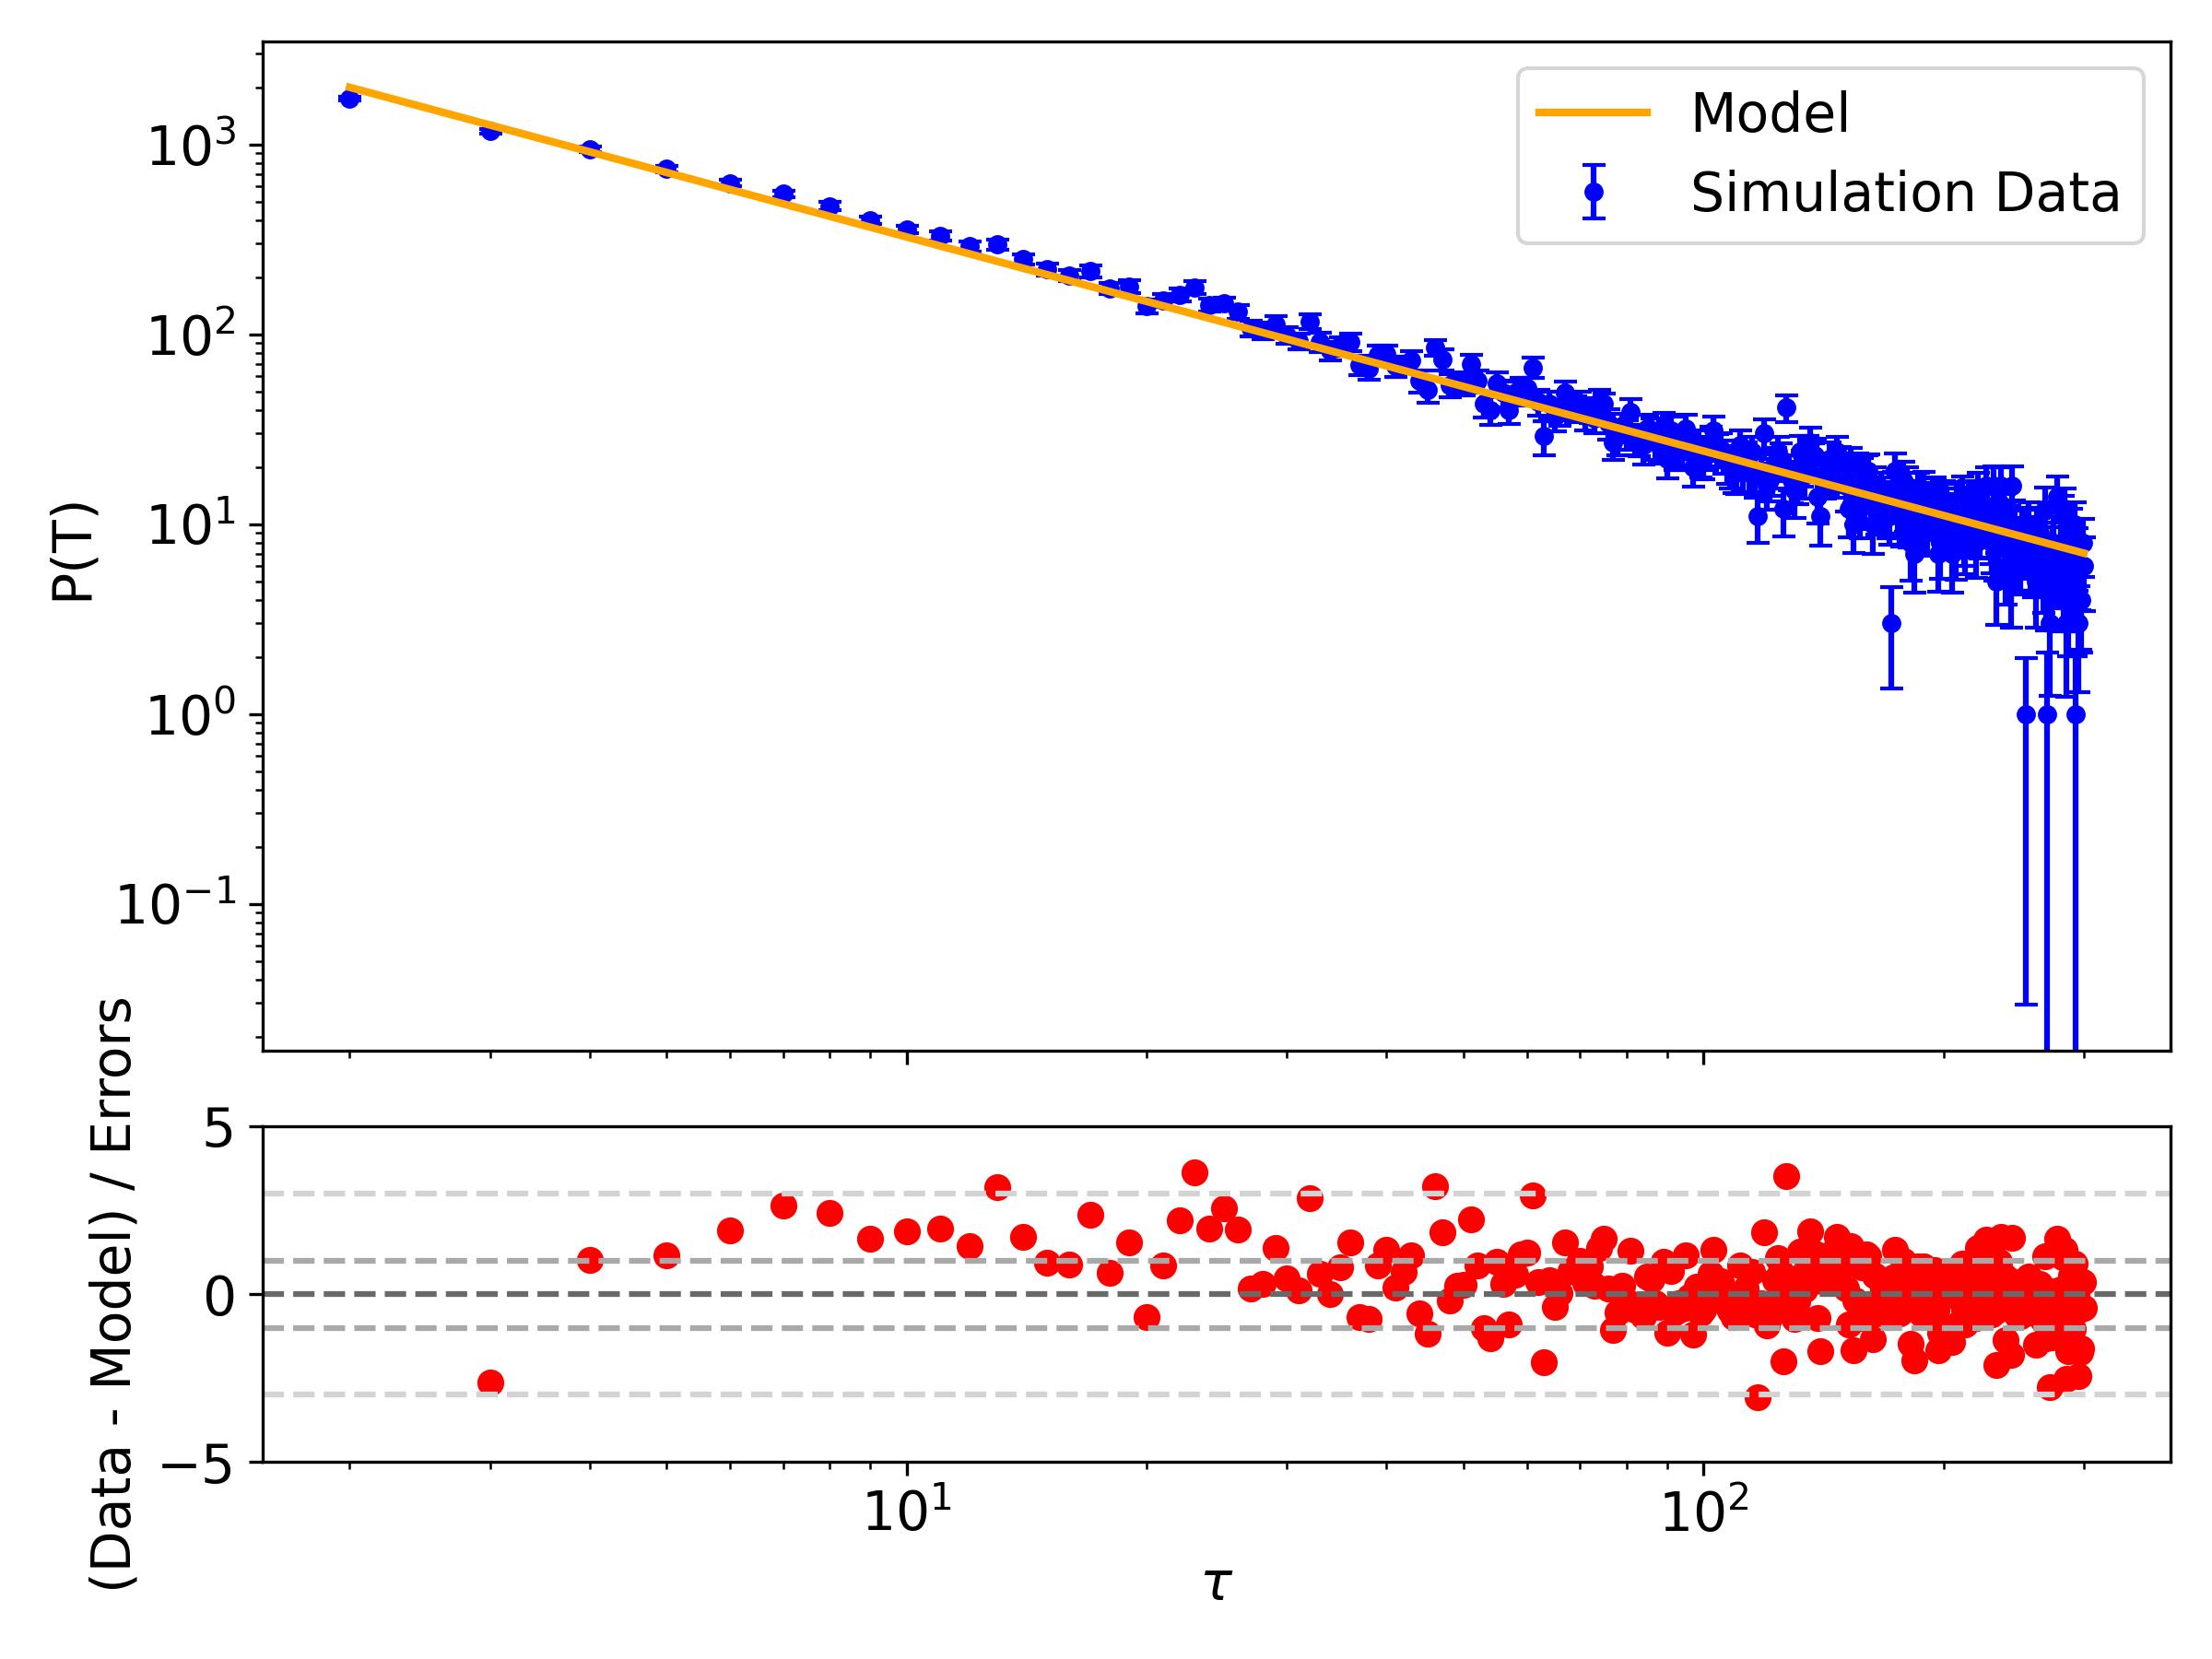 Model
Simulation Data
P(T)
10³
10²
10¹
10⁰
10⁻¹
(Data - Model) / Errors
5
0
−5
10¹
10²
τ